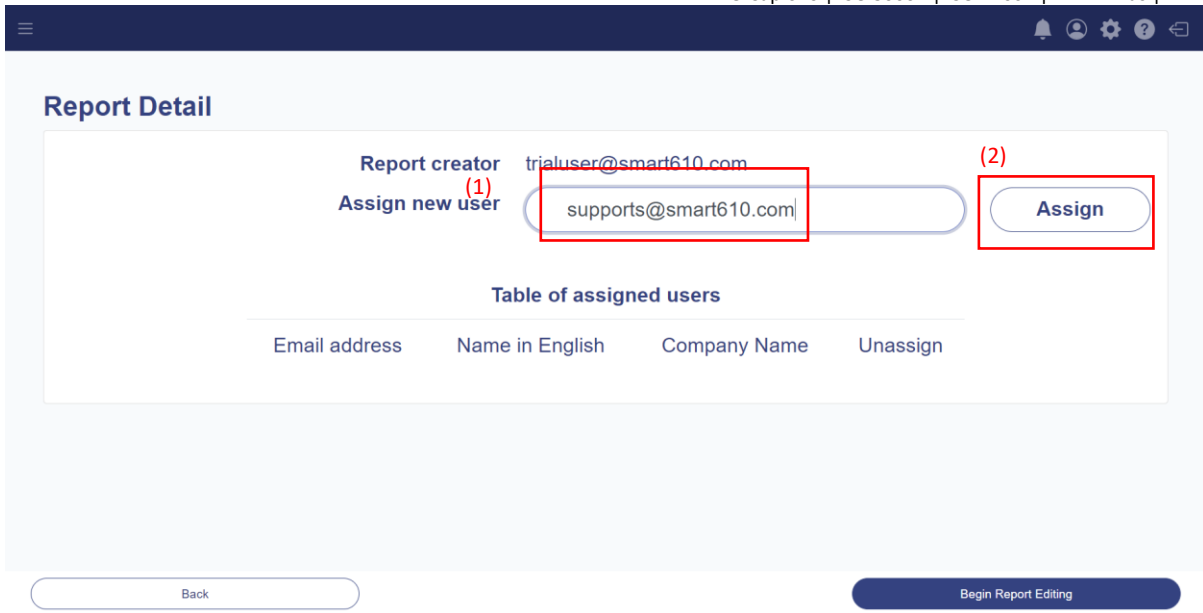 Report Detail
Report creator trialuser@smart610.com
(2)
(1)
Assign new user supports@smart610.com Assign
Table of assigned users
Email address Name in English Company Name Unassign
Back Begin Report Editing